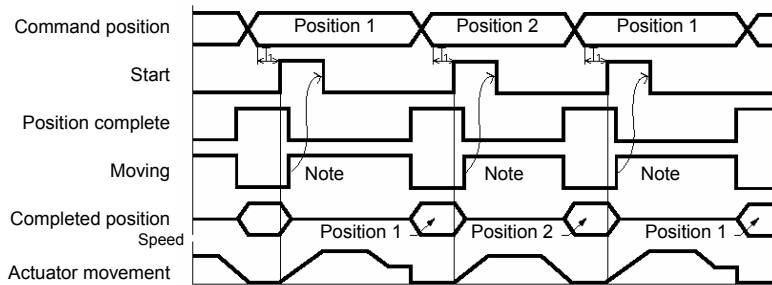 Command position Position 1 Position 2 Position 1
T1 T1 T1
Start
Position complete
Moving Note Note Note
Completed position Position 1 Position 2 Position 1
Speed
Actuator movement